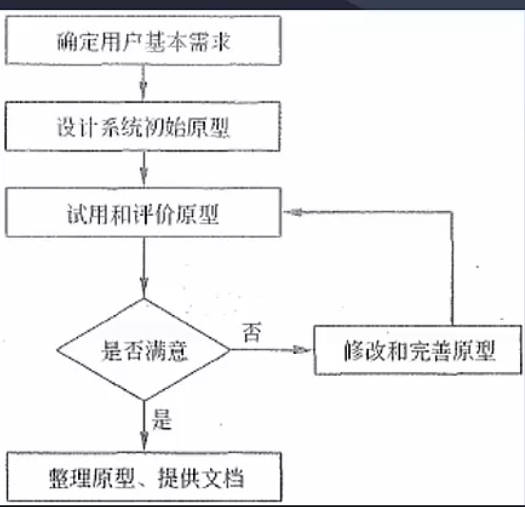 确定用户基本需求
设计系统初始原型
试用和评价原型
是否满意
否
修改和完善原型
是
整理原型、提供文档